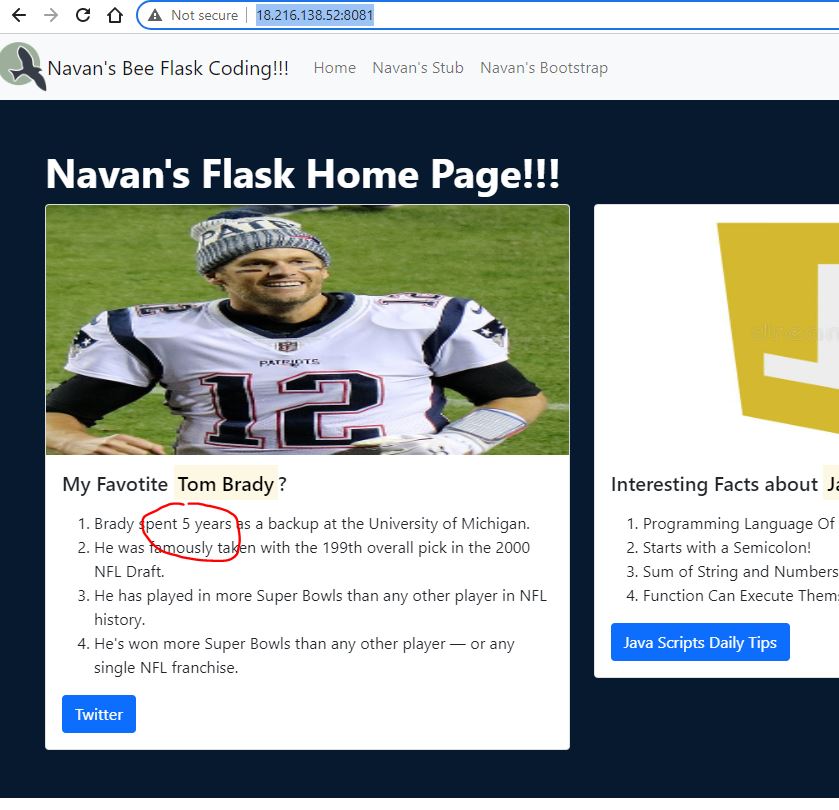 Not secure | 18.216.138.52:8081
Navan's Bee Flask Coding!!! Home Navan's Stub Navan's Bootstrap
Navan's Flask Home Page!!!
PATRIOTS
12
My Favotite Tom Brady?
1. Brady spent 5 years as a backup at the University of Michigan.
2. He was famously taken with the 199th overall pick in the 2000
NFL Draft.
3. He has played in more Super Bowls than any other player in NFL
history.
4. He's won more Super Bowls than any other player — or any
single NFL franchise.
Twitter
Interesting Facts about
1. Programming Language Of
2. Starts with a Semicolon!
3. Sum of String and Numbers
4. Function Can Execute
Java Scripts Daily Tips